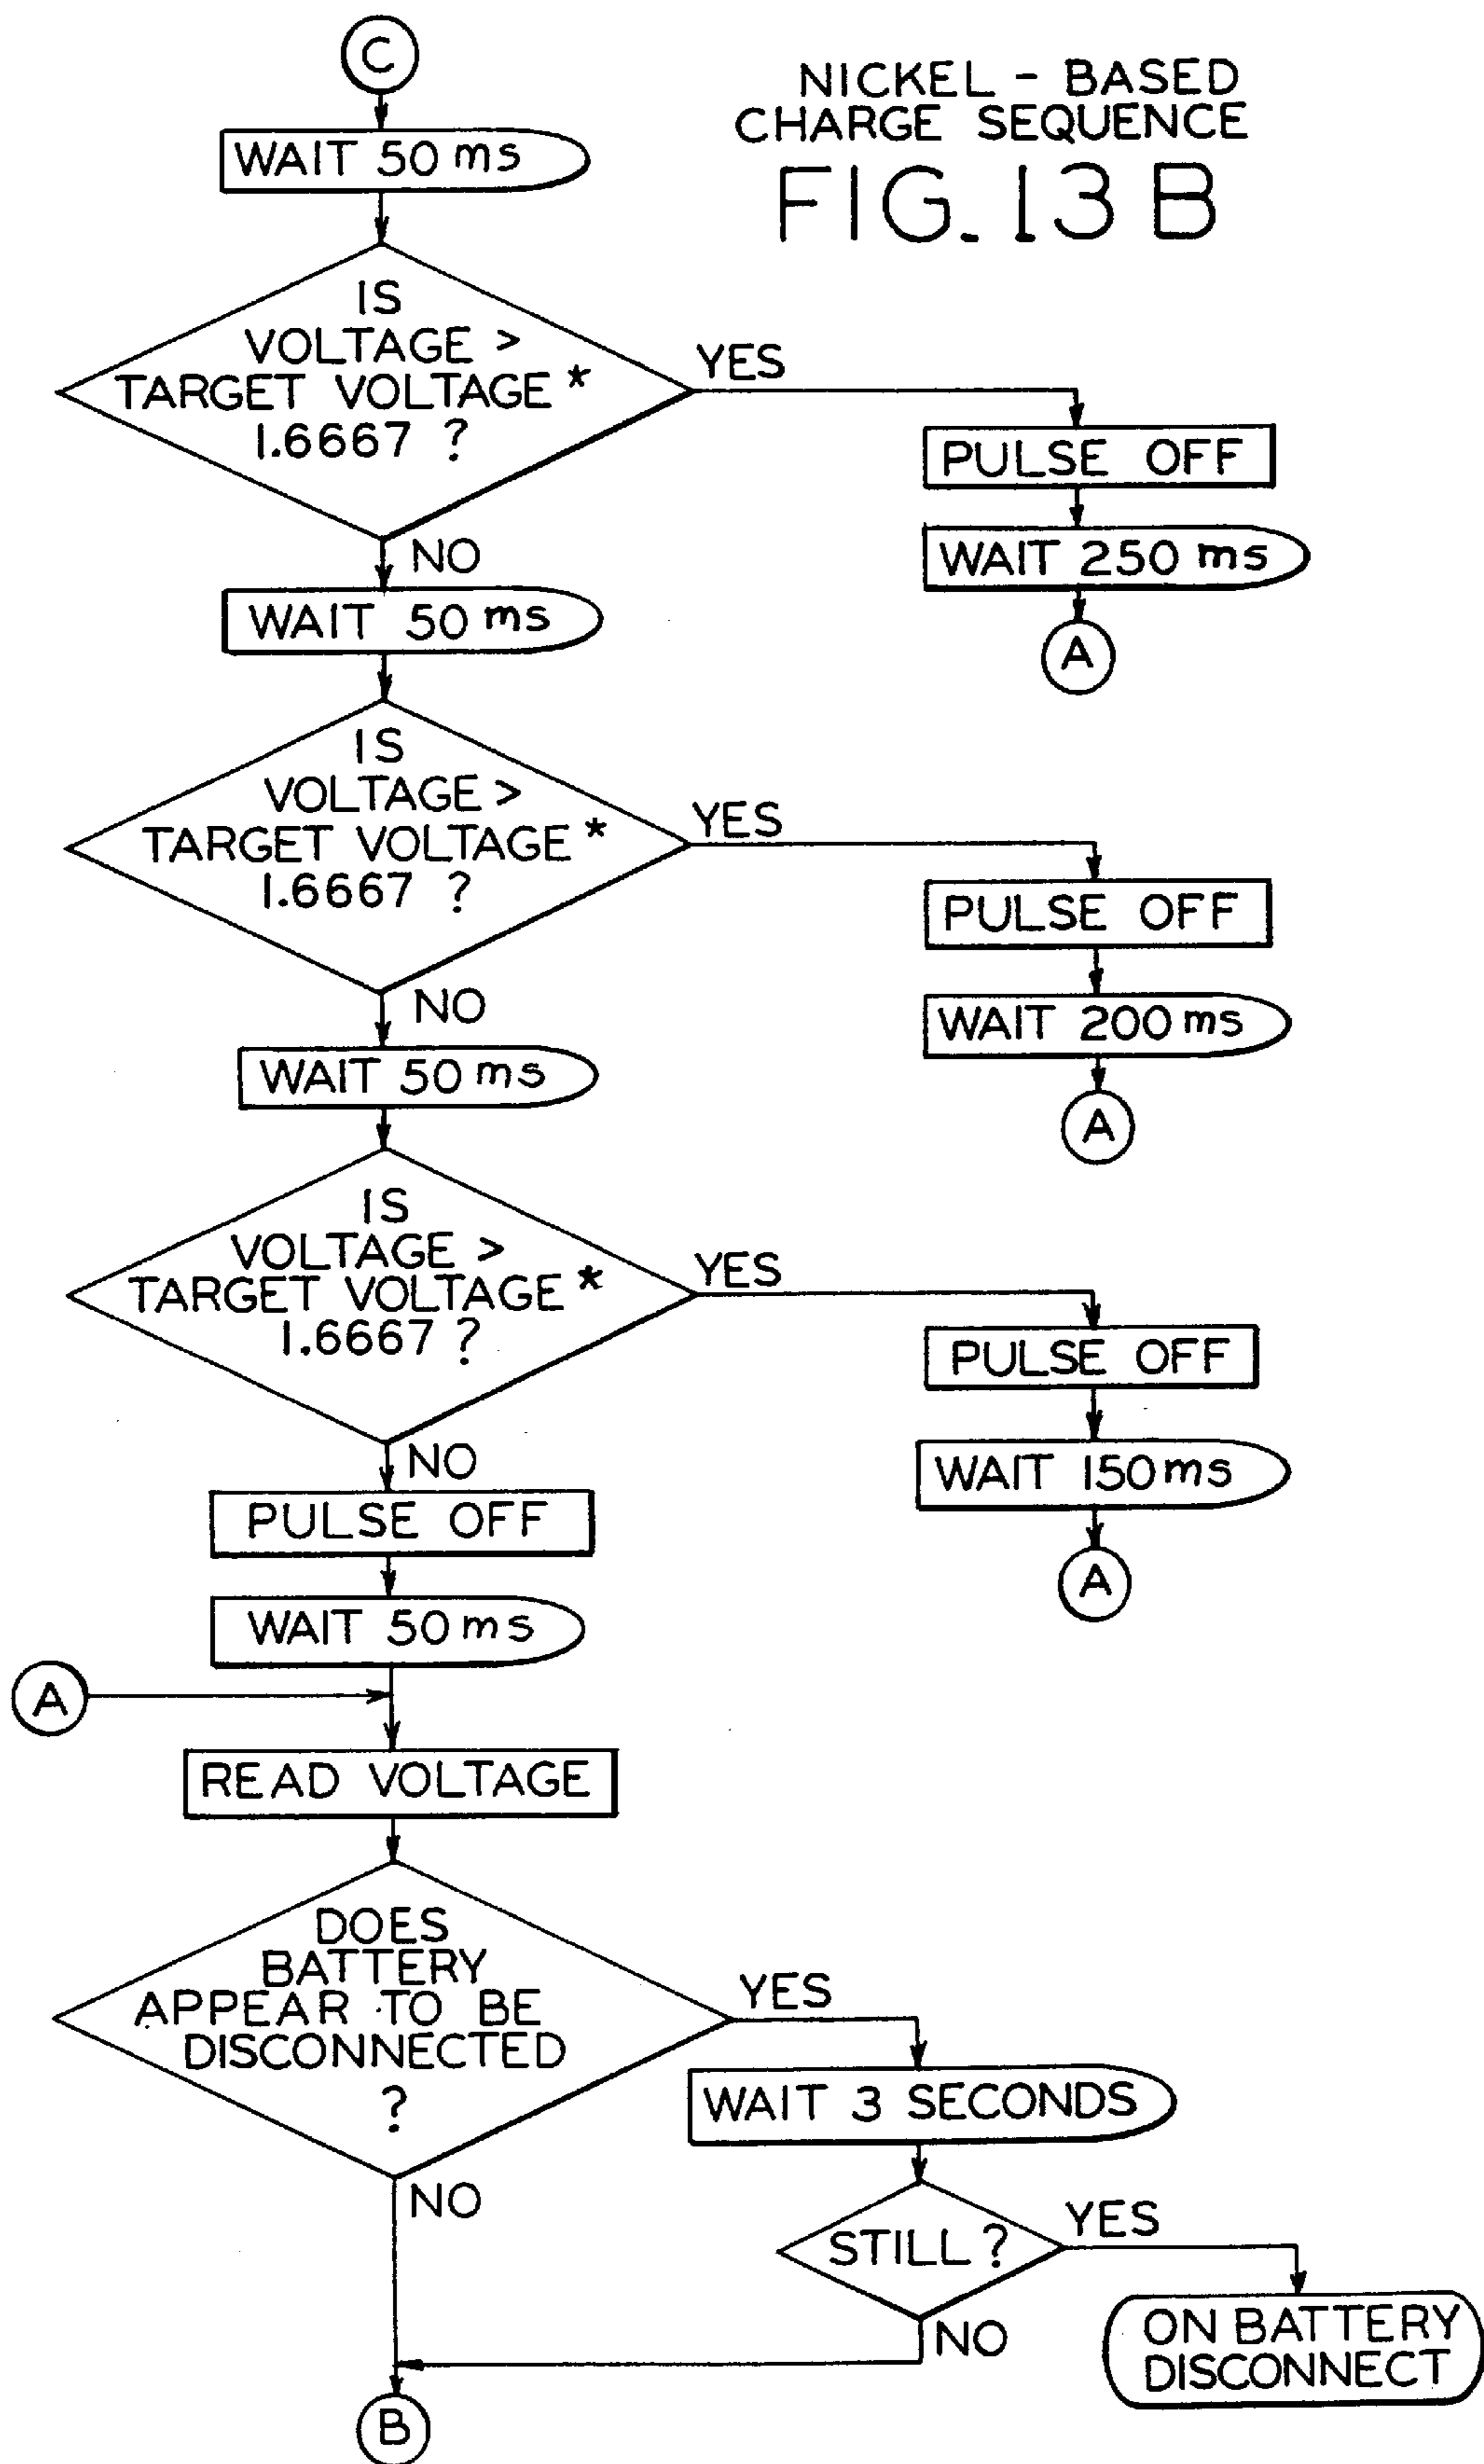 C
NICKEL - BASED
CHARGE SEQUENCE
FIG. 13 B
WAIT 50 ms
IS
VOLTAGE >
TARGET VOLTAGE *
1.6667 ?
YES
PULSE OFF
WAIT 250 ms
A
NO
WAIT 50 ms
IS
VOLTAGE >
TARGET VOLTAGE *
1.6667 ?
YES
PULSE OFF
WAIT 200 ms
A
NO
WAIT 50 ms
IS
VOLTAGE >
TARGET VOLTAGE *
1.6667 ?
YES
PULSE OFF
WAIT 150 ms
A
NO
PULSE OFF
WAIT 50 ms
A
READ VOLTAGE
DOES
BATTERY
APPEAR TO BE
DISCONNECTED
?
YES
WAIT 3 SECONDS
NO
STILL ?
YES
ON BATTERY
DISCONNECT
NO
B